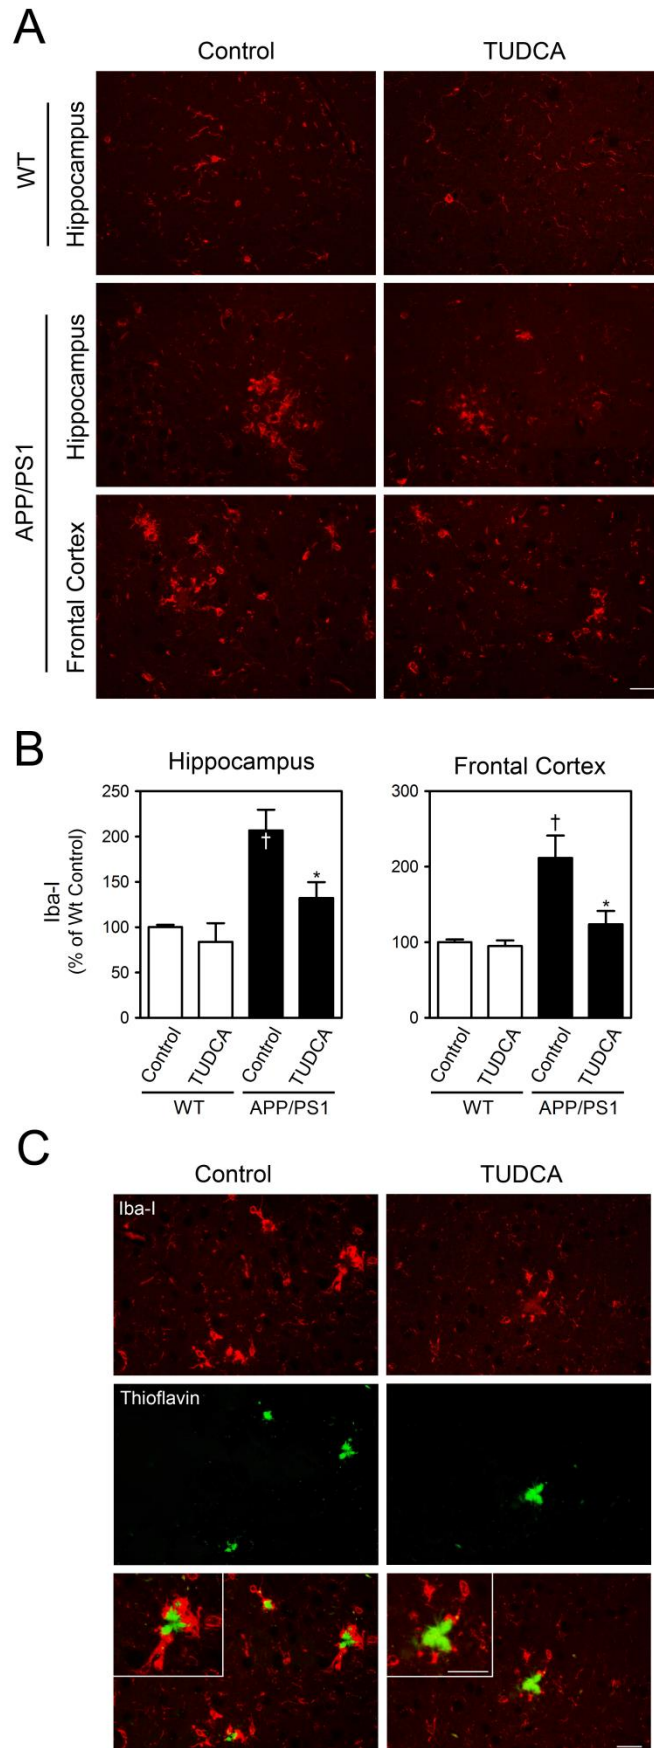 A
Control TUDCA
WT
Hippocampus
APP/PS1
Hippocampus
Frontal Cortex
B
Hippocampus Frontal Cortex
Iba-I
(% of Wt Control)
250
200
150
100
50
0
†
*
Control TUDCA Control TUDCA
WT APP/PS1
300
200
100
0
†
*
Control TUDCA Control TUDCA
WT APP/PS1
C
Control TUDCA
Iba-I
Thioflavin